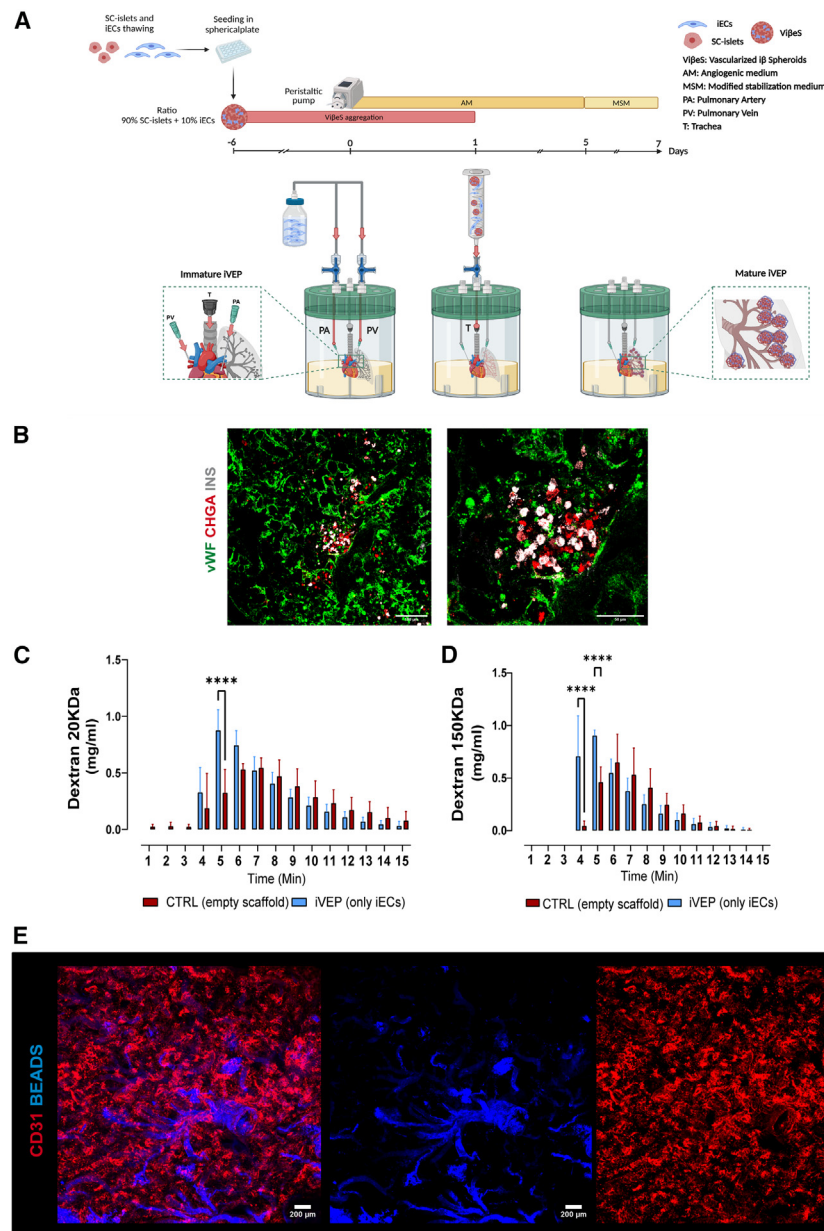 A
SC-islets and
iECs thawing
Seeding in
sphericalplate
iECs
SC-islets
ViβeS
ViβeS: Vascularized iβ Spheroids
AM: Angiogenic medium
MSM: Modified stabilization medium
PA: Pulmonary Artery
PV: Pulmonary Vein
T: Trachea
Peristaltic
pump
AM
MSM
Ratio
90% SC-islets + 10% iECs
ViβeS aggregation
-6
0
1
5
7
Days
Immature iVEP
T
PV
PA
PA
PV
T
Mature iVEP
B
vWF CHGA INS
50 µm
C
****
Dextran 20KDa
(mg/ml)
1.5
1.0
0.5
0.0
1 2 3 4 5 6 7 8 9 10 11 12 13 14 15
Time (Min)
CTRL (empty scaffold)
iVEP (only iECs)
D
****
****
Dextran 150KDa
(mg/ml)
1.5
1.0
0.5
0.0
1 2 3 4 5 6 7 8 9 10 11 12 13 14 15
Time (Min)
CTRL (empty scaffold)
iVEP (only iECs)
E
CD31 BEADS
200 µm
200 µm